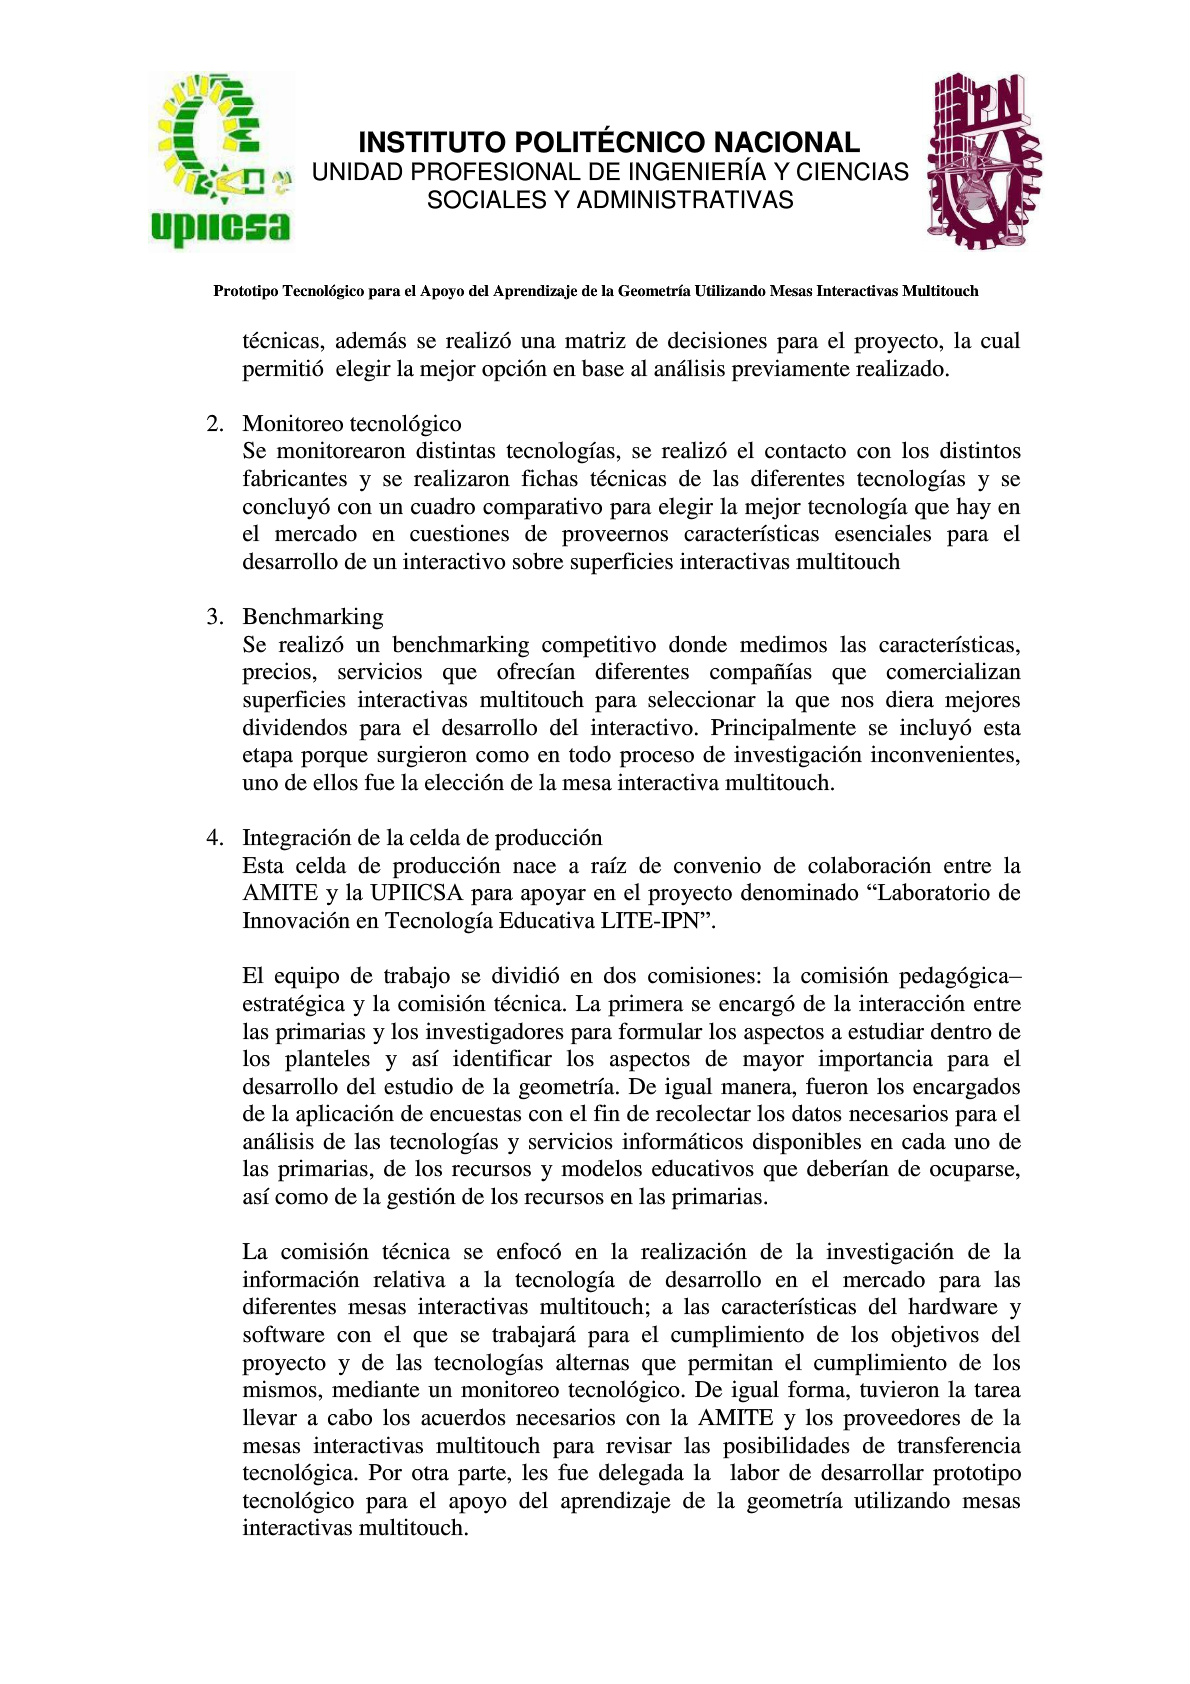 INSTITUTO POLITÉCNICO NACIONAL
UNIDAD PROFESIONAL DE INGENIERÍA Y CIENCIAS
SOCIALES Y ADMINISTRATIVAS
upiicsa
IPN
Prototipo Tecnológico para el Apoyo del Aprendizaje de la Geometría Utilizando Mesas Interactivas Multitouch
técnicas, además se realizó una matriz de decisiones para el proyecto, la cual
permitió  elegir la mejor opción en base al análisis previamente realizado.
2. Monitoreo tecnológico
Se monitorearon distintas tecnologías, se realizó el contacto con los distintos
fabricantes y se realizaron fichas técnicas de las diferentes tecnologías y se
concluyó con un cuadro comparativo para elegir la mejor tecnología que hay en
el mercado en cuestiones de proveernos características esenciales para el
desarrollo de un interactivo sobre superficies interactivas multitouch
3. Benchmarking
Se realizó un benchmarking competitivo donde medimos las características,
precios, servicios que ofrecían diferentes compañías que comercializan
superficies interactivas multitouch para seleccionar la que nos diera mejores
dividendos para el desarrollo del interactivo. Principalmente se incluyó esta
etapa porque surgieron como en todo proceso de investigación inconvenientes,
uno de ellos fue la elección de la mesa interactiva multitouch.
4. Integración de la celda de producción
Esta celda de producción nace a raíz de convenio de colaboración entre la
AMITE y la UPIICSA para apoyar en el proyecto denominado “Laboratorio de
Innovación en Tecnología Educativa LITE-IPN”.
El equipo de trabajo se dividió en dos comisiones: la comisión pedagógica–
estratégica y la comisión técnica. La primera se encargó de la interacción entre
las primarias y los investigadores para formular los aspectos a estudiar dentro de
los planteles y así identificar los aspectos de mayor importancia para el
desarrollo del estudio de la geometría. De igual manera, fueron los encargados
de la aplicación de encuestas con el fin de recolectar los datos necesarios para el
análisis de las tecnologías y servicios informáticos disponibles en cada uno de
las primarias, de los recursos y modelos educativos que deberían de ocuparse,
así como de la gestión de los recursos en las primarias.
La comisión técnica se enfocó en la realización de la investigación de la
información relativa a la tecnología de desarrollo en el mercado para las
diferentes mesas interactivas multitouch; a las características del hardware y
software con el que se trabajará para el cumplimiento de los objetivos del
proyecto y de las tecnologías alternas que permitan el cumplimiento de los
mismos, mediante un monitoreo tecnológico. De igual forma, tuvieron la tarea
llevar a cabo los acuerdos necesarios con la AMITE y los proveedores de la
mesas interactivas multitouch para revisar las posibilidades de transferencia
tecnológica. Por otra parte, les fue delegada la  labor de desarrollar prototipo
tecnológico para el apoyo del aprendizaje de la geometría utilizando mesas
interactivas multitouch.